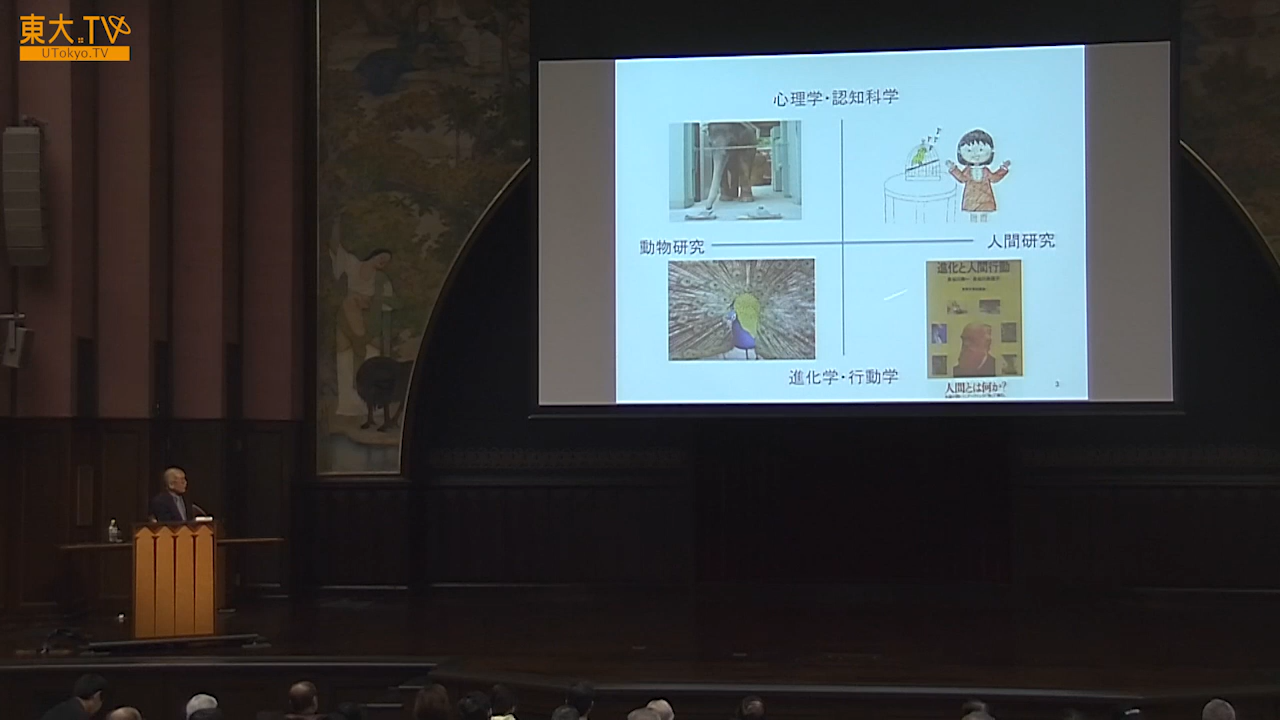 東大.TV
UTokyo.TV
心理学・認知科学
動物研究
人間研究
進化と人間行動
進化学・行動学
人間とは何か?
3